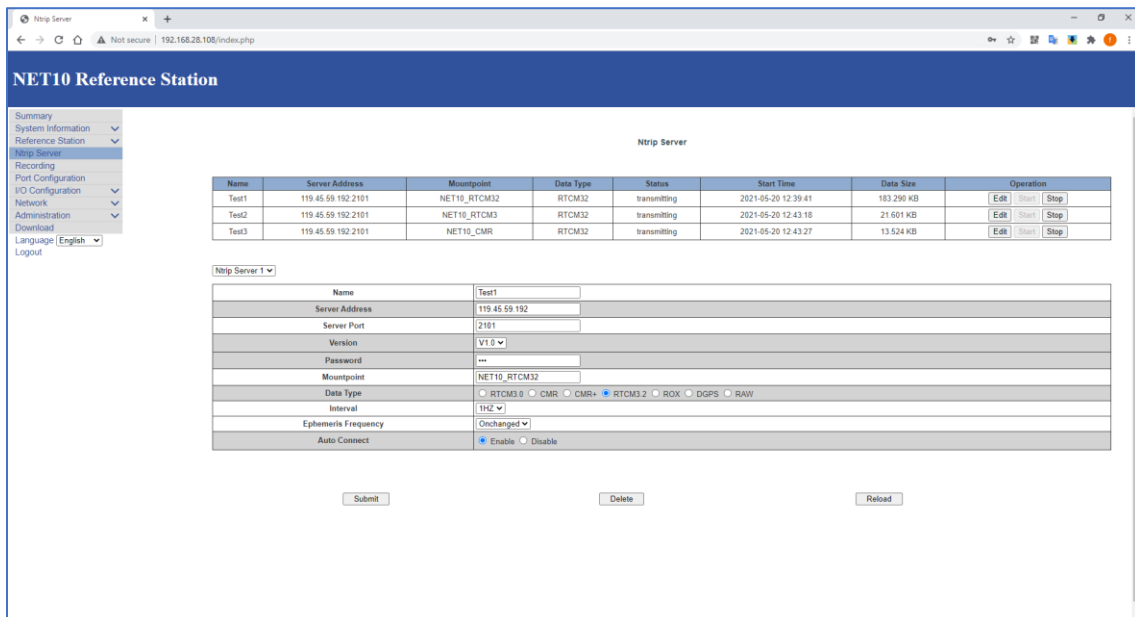 Ntrip Server
Not secure | 192.168.28.108/index.php
NET10 Reference Station
Summary
System Information
Reference Station
Ntrip Server
Recording
Port Configuration
I/O Configuration
Network
Administration
Download
Language English
Logout
Ntrip Server
Name Server Address Mountpoint Data Type Status Start Time Data Size Operation
Test1 119.45.59.192:2101 NET10_RTCM32 RTCM32 transmitting 2021-05-20 12:39:41 183.290 KB Edit Start Stop
Test2 119.45.59.192:2101 NET10_RTCM3 RTCM32 transmitting 2021-05-20 12:43:18 21.601 KB Edit Start Stop
Test3 119.45.59.192:2101 NET10_CMR RTCM32 transmitting 2021-05-20 12:43:27 13.524 KB Edit Start Stop
Ntrip Server 1
Name Test1
Server Address 119.45.59.192
Server Port 2101
Version V1.0
Password •••
Mountpoint NET10_RTCM32
Data Type RTCM3.0 CMR CMR+ RTCM3.2 ROX DGPS RAW
Interval 1HZ
Ephemeris Frequency Onchanged
Auto Connect Enable Disable
Submit Delete Reload